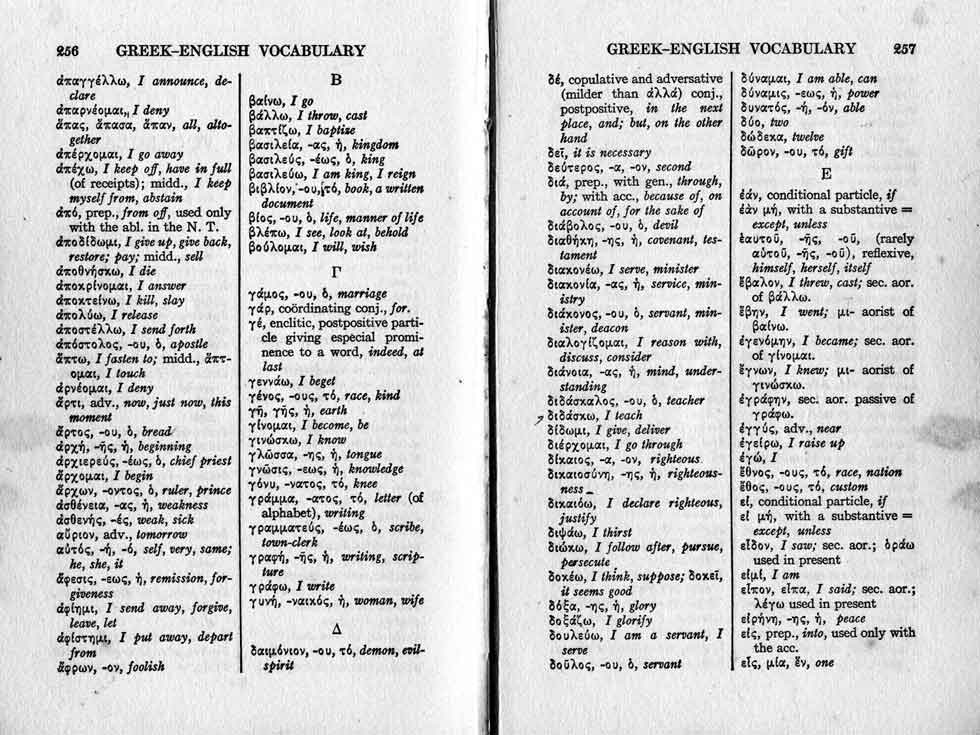 256 GREEK–ENGLISH VOCABULARY
ἀπαγγέλλω, I announce, de-
clare
ἀπαρνέομαι, I deny
ἅπας, ἅπασα, ἅπαν, all, alto-
gether
ἀπέρχομαι, I go away
ἀπέχω, I keep off, have in full
(of receipts); midd., I keep
myself from, abstain
ἀπό, prep., from off, used only
with the abl. in the N. T.
ἀποδίδωμι, I give up, give back,
restore; pay; midd., sell
ἀποθνήσκω, I die
ἀποκρίνομαι, I answer
ἀποκτείνω, I kill, slay
ἀπολύω, I release
ἀποστέλλω, I send forth
ἀπόστολος, -ου, ὁ, apostle
ἅπτω, I fasten to; midd., ἅπτ-
ομαι, I touch
ἀρνέομαι, I deny
ἄρτι, adv., now, just now, this
moment
ἄρτος, -ου, ὁ, bread
ἀρχή, -ῆς, ἡ, beginning
ἀρχιερεύς, -έως, ὁ, chief priest
ἄρχομαι, I begin
ἄρχων, -οντος, ὁ, ruler, prince
ἀσθένεια, -ας, ἡ, weakness
ἀσθενής, -ές, weak, sick
αὔριον, adv., tomorrow
αὐτός, -ή, -ό, self, very, same;
he, she, it
ἄφεσις, -εως, ἡ, remission, for-
giveness
ἀφίημι, I send away, forgive,
leave, let
ἀφίστημι, I put away, depart
from
ἄφρων, -ον, foolish
Β
βαίνω, I go
βάλλω, I throw, cast
βαπτίζω, I baptize
βασιλεία, -ας, ἡ, kingdom
βασιλεύς, -έως, ὁ, king
βασιλεύω, I am king, I reign
βιβλίον, -ου, τό, book, a written
document
βίος, -ου, ὁ, life, manner of life
βλέπω, I see, look at, behold
βούλομαι, I will, wish
Γ
γάμος, -ου, ὁ, marriage
γάρ, coördinating conj., for.
γέ, enclitic, postpositive parti-
cle giving especial promi-
nence to a word, indeed, at
last
γεννάω, I beget
γένος, -ους, τό, race, kind
γῆ, γῆς, ἡ, earth
γίνομαι, I become, be
γινώσκω, I know
γλῶσσα, -ης, ἡ, tongue
γνῶσις, -εως, ἡ, knowledge
γόνυ, -νατος, τό, knee
γράμμα, -ατος, τό, letter (of
alphabet), writing
γραμματεύς, -έως, ὁ, scribe,
town-clerk
γραφή, -ῆς, ἡ, writing, scrip-
ture
γράφω, I write
γυνή, -ναικός, ἡ, woman, wife
Δ
δαιμόνιον, -ου, τό, demon, evil-
spirit
GREEK–ENGLISH VOCABULARY 257
δέ, copulative and adversative
(milder than ἀλλά) conj.,
postpositive, in the next
place, and; but, on the other
hand
δεῖ, it is necessary
δεύτερος, -α, -ον, second
διά, prep., with gen., through,
by; with acc., because of, on
account of, for the sake of
διάβολος, -ου, ὁ, devil
διαθήκη, -ης, ἡ, covenant, tes-
tament
διακονέω, I serve, minister
διακονία, -ας, ἡ, service, min-
istry
διάκονος, -ου, ὁ, servant, min-
ister, deacon
διαλογίζομαι, I reason with,
discuss, consider
διάνοια, -ας, ἡ, mind, under-
standing
διδάσκαλος, -ου, ὁ, teacher
διδάσκω, I teach
δίδωμι, I give, deliver
διέρχομαι, I go through
δίκαιος, -α, -ον, righteous
δικαιοσύνη, -ης, ἡ, righteous-
ness
δικαιόω, I declare righteous,
justify
διψάω, I thirst
διώκω, I follow after, pursue,
persecute
δοκέω, I think, suppose; δοκεῖ,
it seems good
δόξα, -ης, ἡ, glory
δοξάζω, I glorify
δουλεύω, I am a servant, I
serve
δοῦλος, -ου, ὁ, servant
δύναμαι, I am able, can
δύναμις, -εως, ἡ, power
δυνατός, -ή, -όν, able
δύο, two
δώδεκα, twelve
δῶρον, -ου, τό, gift
Ε
ἐάν, conditional particle, if
ἐὰν μή, with a substantive =
except, unless
ἑαυτοῦ, -ῆς, -οῦ, (rarely
αὑτοῦ, -ῆς, -οῦ), reflexive,
himself, herself, itself
ἔβαλον, I threw, cast; sec. aor.
of βάλλω.
ἔβην, I went; μι- aorist of
βαίνω.
ἐγενόμην, I became; sec. aor.
of γίνομαι.
ἔγνων, I knew; μι- aorist of
γινώσκω.
ἐγράφην, sec. aor. passive of
γράφω.
ἐγγύς, adv., near
ἐγείρω, I raise up
ἐγώ, I
ἔθνος, -ους, τό, race, nation
ἔθος, -ους, τό, custom
εἰ, conditional particle, if
εἰ μή, with a substantive =
except, unless
εἶδον, I saw; sec. aor.; ὁράω
used in present
εἰμί, I am
εἶπον, εἶπα, I said; sec. aor.;
λέγω used in present
εἰρήνη, -ης, ἡ, peace
εἰς, prep., into, used only with
the acc.
εἷς, μία, ἕν, one